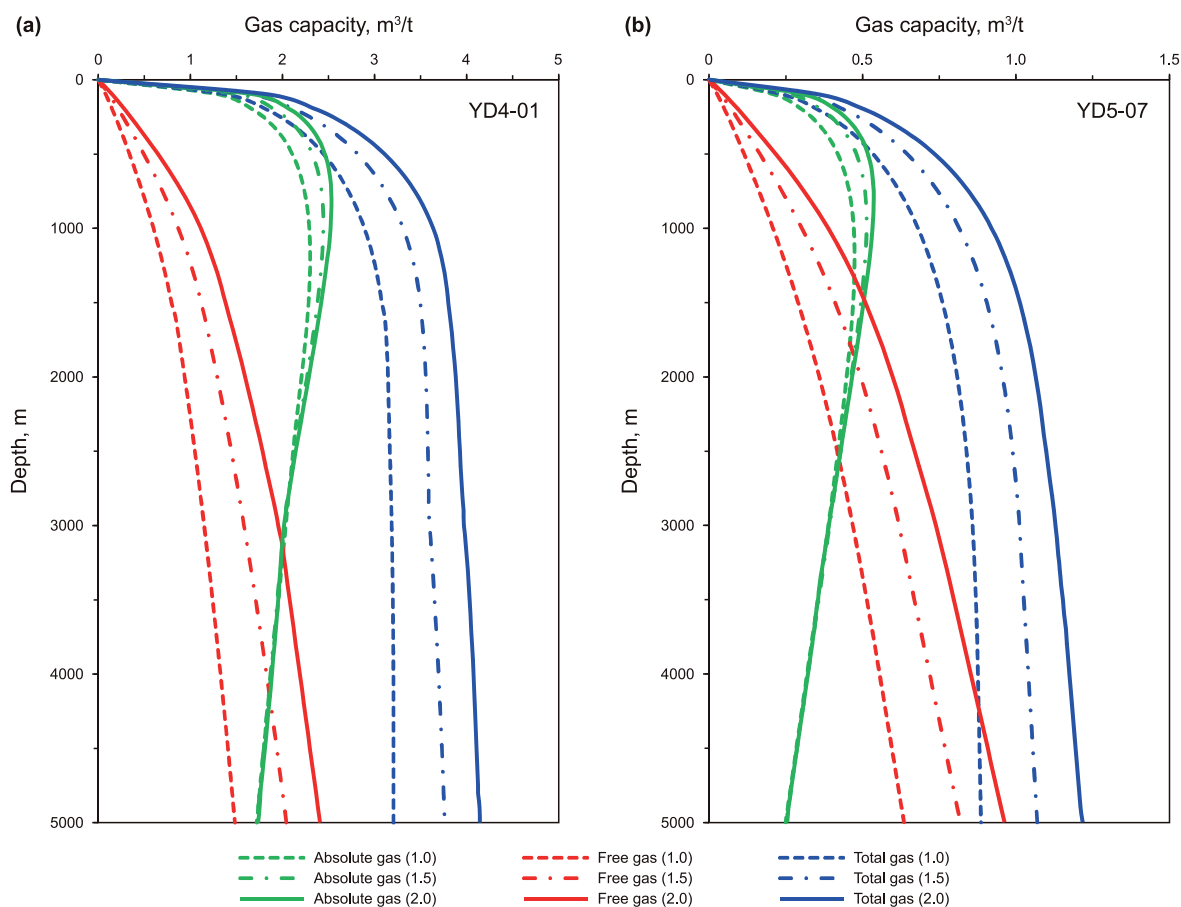 (a)
Gas capacity, m³/t
0 1 2 3 4 5
0
1000
2000
3000
4000
5000
Depth, m
YD4-01
(b)
Gas capacity, m³/t
0 0.5 1.0 1.5
0
1000
2000
3000
4000
5000
Depth, m
YD5-07
Absolute gas (1.0) Free gas (1.0) Total gas (1.0)
Absolute gas (1.5) Free gas (1.5) Total gas (1.5)
Absolute gas (2.0) Free gas (2.0) Total gas (2.0)